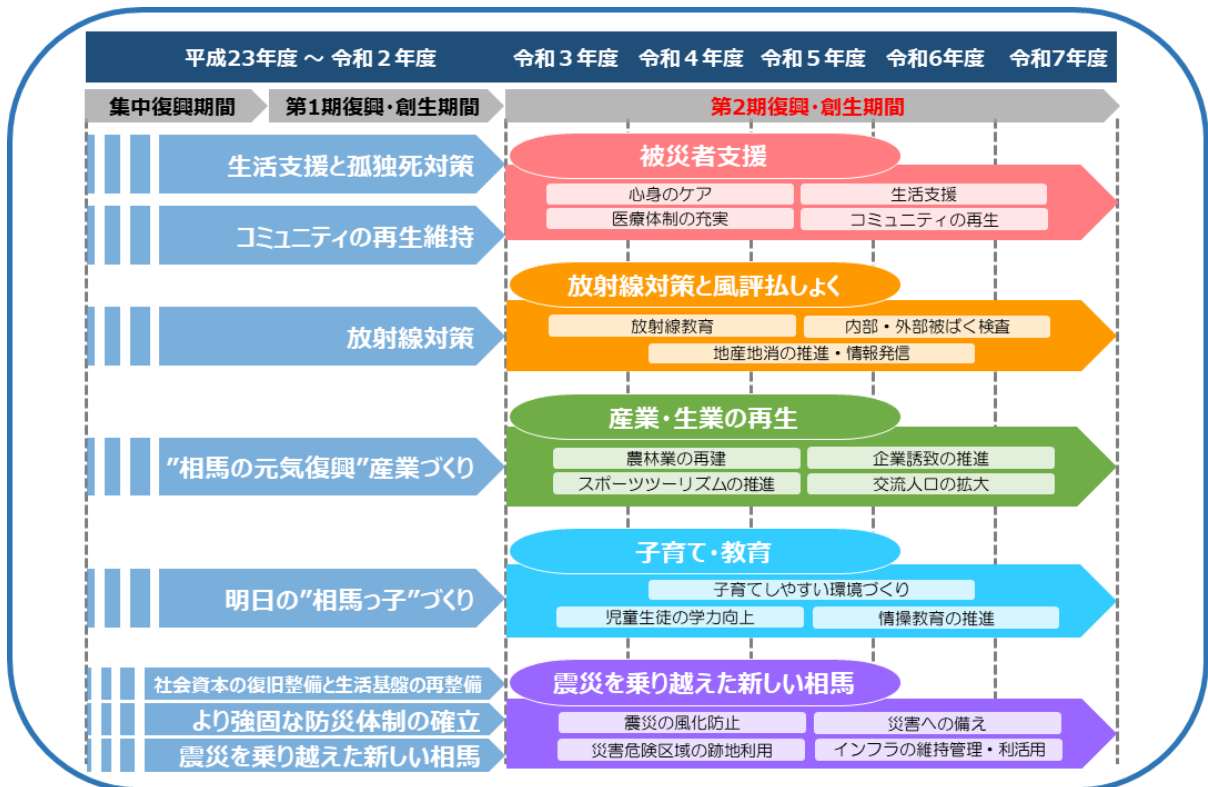 平成23年度 ～ 令和２年度 令和３年度 令和４年度 令和５年度 令和6年度 令和7年度
集中復興期間 第1期復興・創生期間 第2期復興・創生期間
生活支援と孤独死対策
コミュニティの再生維持
被災者支援
心身のケア 生活支援
医療体制の充実 コミュニティの再生
放射線対策
放射線対策と風評払しょく
放射線教育 内部・外部被ばく検査
地産地消の推進・情報発信
”相馬の元気復興”産業づくり
産業・生業の再生
農林業の再建 企業誘致の推進
スポーツツーリズムの推進 交流人口の拡大
明日の”相馬っ子”づくり
子育て・教育
子育てしやすい環境づくり
児童生徒の学力向上 情操教育の推進
社会資本の復旧整備と生活基盤の再整備
より強固な防災体制の確立
震災を乗り越えた新しい相馬
震災を乗り越えた新しい相馬
震災の風化防止 災害への備え
災害危険区域の跡地利用 インフラの維持管理・利活用